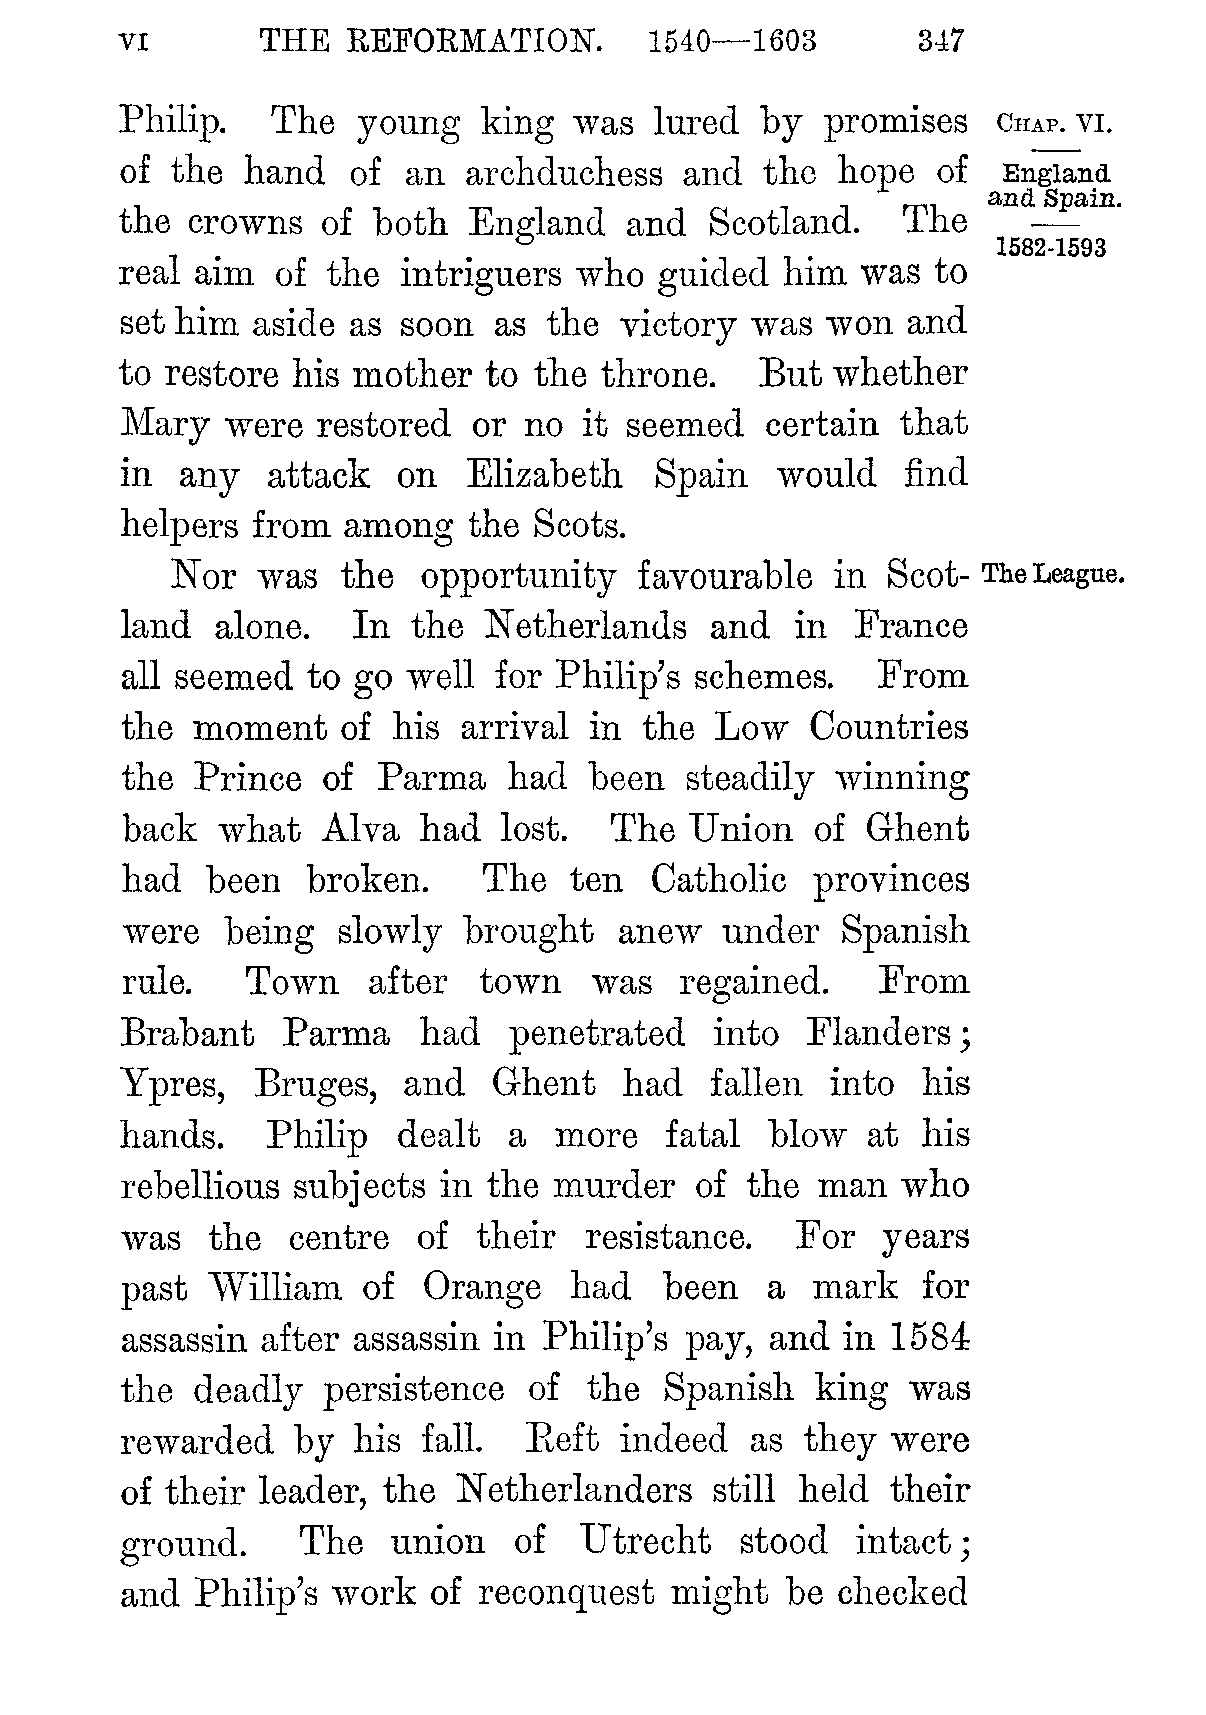 VI THE REFORMATION. 1540—1603 347
Philip. The young king was lured by promises
of the hand of an archduchess and the hope of
the crowns of both England and Scotland. The
real aim of the intriguers who guided him was to
set him aside as soon as the victory was won and
to restore his mother to the throne. But whether
Mary were restored or no it seemed certain that
in any attack on Elizabeth Spain would find
helpers from among the Scots.
CHAP. VI.
England
and Spain.
1582-1593
Nor was the opportunity favourable in Scot-
The League.
land alone. In the Netherlands and in France
all seemed to go well for Philip's schemes. From
the moment of his arrival in the Low Countries
the Prince of Parma had been steadily winning
back what Alva had lost. The Union of Ghent
had been broken. The ten Catholic provinces
were being slowly brought anew under Spanish
rule. Town after town was regained. From
Brabant Parma had penetrated into Flanders;
Ypres, Bruges, and Ghent had fallen into his
hands. Philip dealt a more fatal blow at his
rebellious subjects in the murder of the man who
was the centre of their resistance. For years
past William of Orange had been a mark for
assassin after assassin in Philip's pay, and in 1584
the deadly persistence of the Spanish king was
rewarded by his fall. Reft indeed as they were
of their leader, the Netherlanders still held their
ground. The union of Utrecht stood intact;
and Philip's work of reconquest might be checked